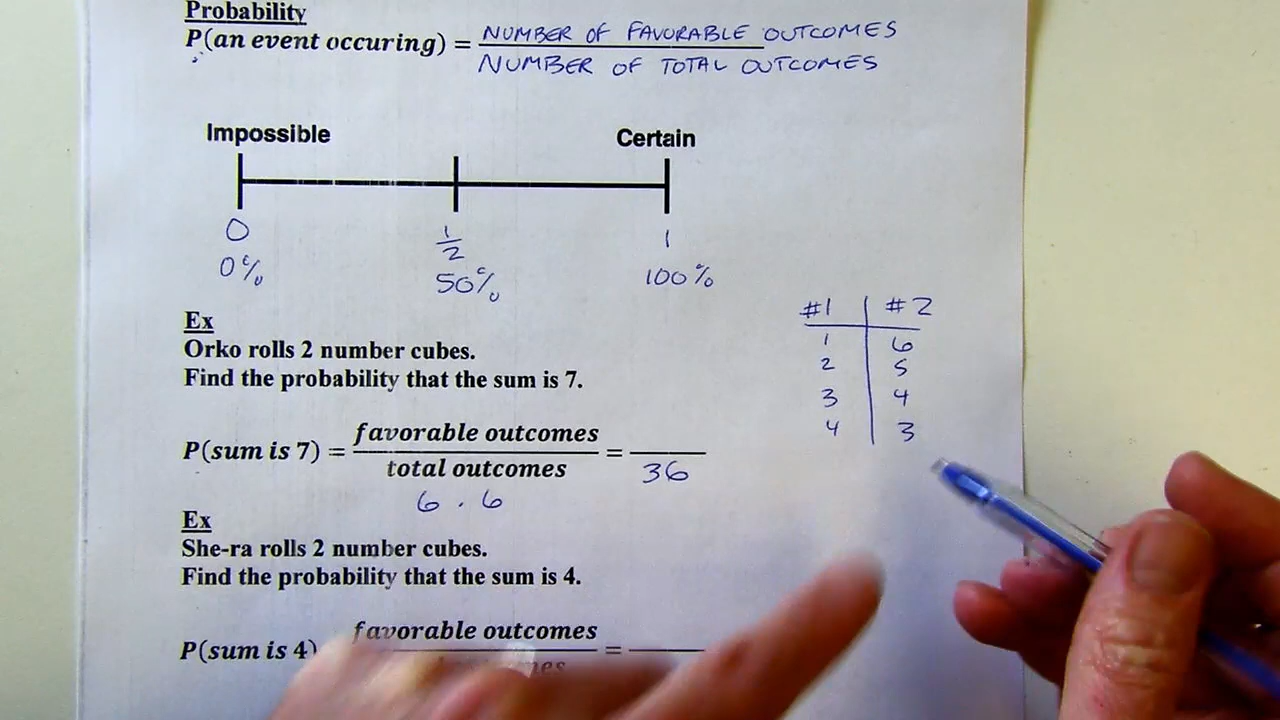 Probability
P(an event occuring) = NUMBER OF FAVORABLE OUTCOMES
NUMBER OF TOTAL OUTCOMES
Impossible Certain
0 1/2 1
0% 50% 100%
#1 #2
1 6
2 5
3 4
4 3
Ex
Orko rolls 2 number cubes.
Find the probability that the sum is 7.
P(sum is 7) = favorable outcomes / total outcomes = / 36
6 . 6
Ex
She-ra rolls 2 number cubes.
Find the probability that the sum is 4.
P(sum is 4) favorable outcomes =